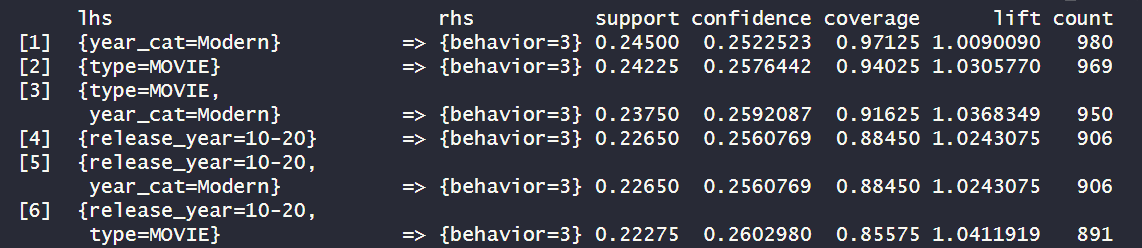 lhs rhs support confidence coverage lift count
[1] {year_cat=Modern} => {behavior=3} 0.24500 0.2522523 0.97125 1.0090090 980
[2] {type=MOVIE} => {behavior=3} 0.24225 0.2576442 0.94025 1.0305770 969
[3] {type=MOVIE,
year_cat=Modern} => {behavior=3} 0.23750 0.2592087 0.91625 1.0368349 950
[4] {release_year=10-20} => {behavior=3} 0.22650 0.2560769 0.88450 1.0243075 906
[5] {release_year=10-20,
year_cat=Modern} => {behavior=3} 0.22650 0.2560769 0.88450 1.0243075 906
[6] {release_year=10-20,
type=MOVIE} => {behavior=3} 0.22275 0.2602980 0.85575 1.0411919 891